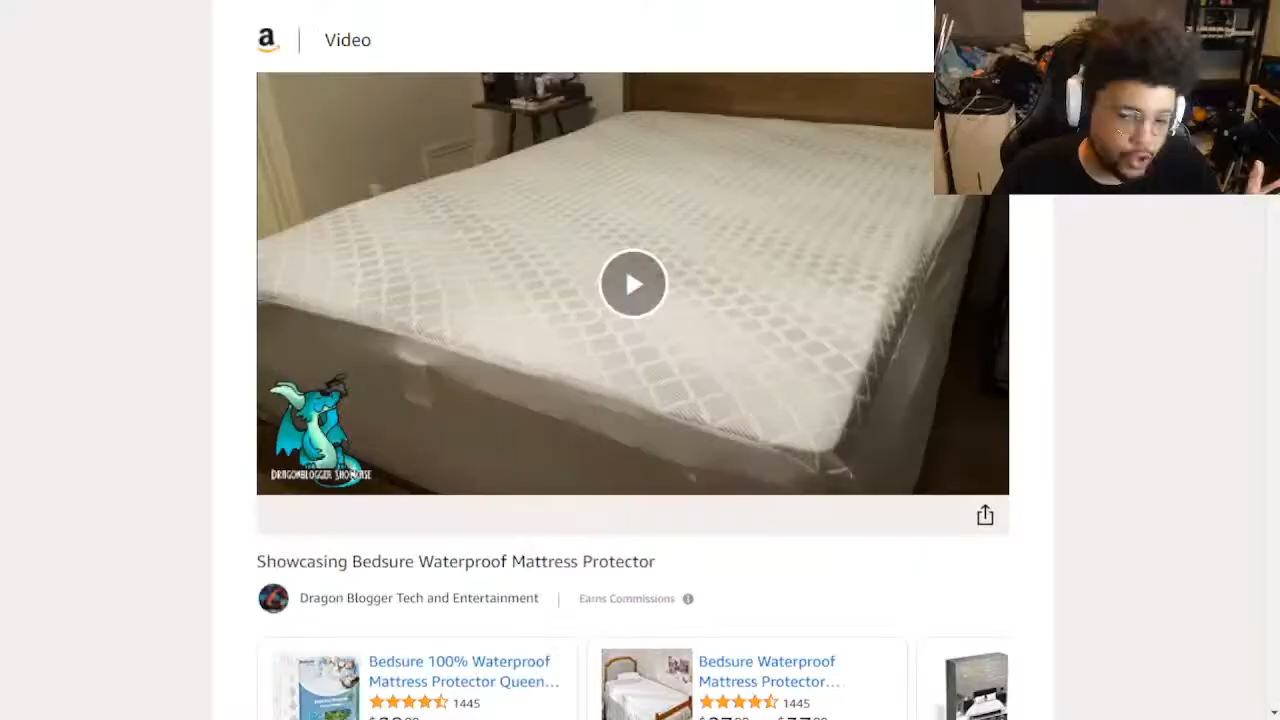 a
Video
DRAGONBLOGGER SHOWCASE
Showcasing Bedsure Waterproof Mattress Protector
Dragon Blogger Tech and Entertainment
Earns Commissions
Bedsure 100% Waterproof
Mattress Protector Queen…
1445
Bedsure Waterproof
Mattress Protector…
1445